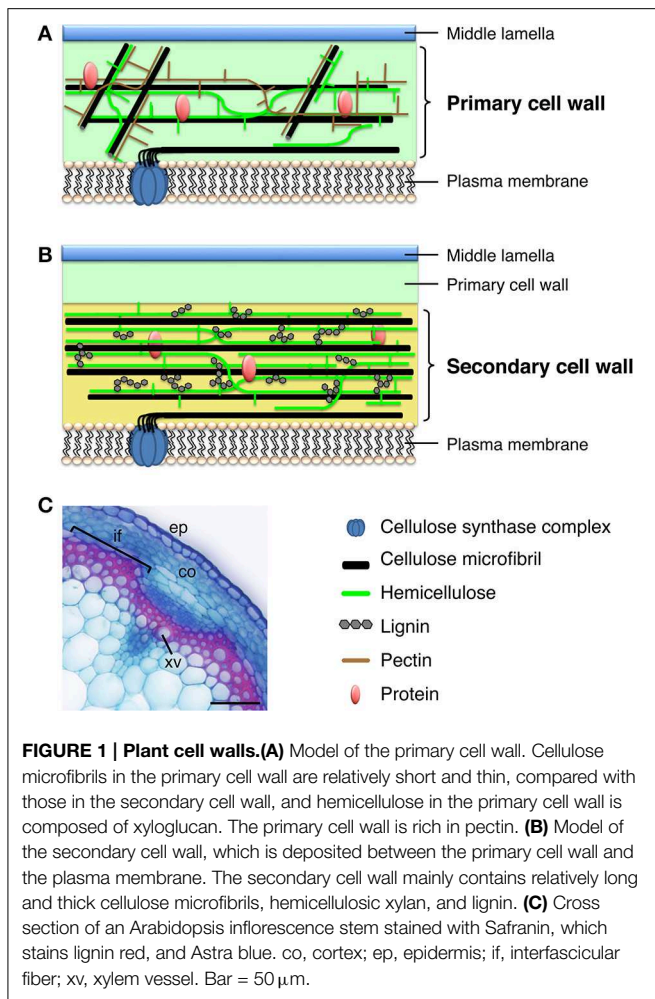 A
Middle lamella
Primary cell wall
Plasma membrane
B
Middle lamella
Primary cell wall
Secondary cell wall
Plasma membrane
C
if
ep
co
xv
Cellulose synthase complex
Cellulose microfibril
Hemicellulose
Lignin
Pectin
Protein
FIGURE 1 | Plant cell walls.(A) Model of the primary cell wall. Cellulose
microfibrils in the primary cell wall are relatively short and thin, compared with
those in the secondary cell wall, and hemicellulose in the primary cell wall is
composed of xyloglucan. The primary cell wall is rich in pectin. (B) Model of
the secondary cell wall, which is deposited between the primary cell wall and
the plasma membrane. The secondary cell wall mainly contains relatively long
and thick cellulose microfibrils, hemicellulosic xylan, and lignin. (C) Cross
section of an Arabidopsis inflorescence stem stained with Safranin, which
stains lignin red, and Astra blue. co, cortex; ep, epidermis; if, interfascicular
fiber; xv, xylem vessel. Bar = 50 μm.